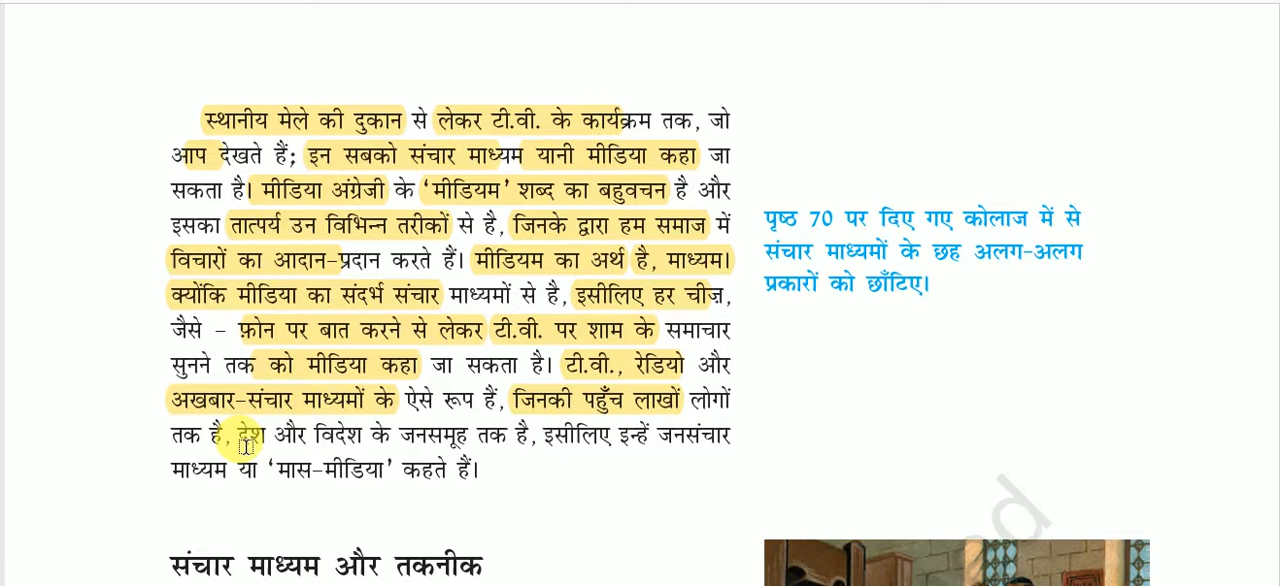 स्थानीय मेले की दुकान से लेकर टी.वी. के कार्यक्रम तक, जो
आप देखते हैं; इन सबको संचार माध्यम यानी मीडिया कहा जा
सकता है। मीडिया अंग्रेजी के ‘मीडियम’ शब्द का बहुवचन है और
इसका तात्पर्य उन विभिन्न तरीकों से है, जिनके द्वारा हम समाज में
विचारों का आदान-प्रदान करते हैं। मीडियम का अर्थ है, माध्यम।
क्योंकि मीडिया का संदर्भ संचार माध्यमों से है, इसीलिए हर चीज़,
जैसे – फ़ोन पर बात करने से लेकर टी.वी. पर शाम के समाचार
सुनने तक को मीडिया कहा जा सकता है। टी.वी., रेडियो और
अखबार-संचार माध्यमों के ऐसे रूप हैं, जिनकी पहुँच लाखों लोगों
तक है, देश और विदेश के जनसमूह तक है, इसीलिए इन्हें जनसंचार
माध्यम या ‘मास-मीडिया’ कहते हैं।
पृष्ठ 70 पर दिए गए कोलाज में से
संचार माध्यमों के छह अलग-अलग
प्रकारों को छाँटिए।
संचार माध्यम और तकनीक